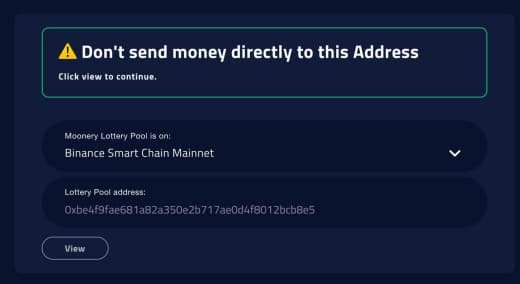 Don't send money directly to this Address
Click view to continue.
Moonery Lottery Pool is on:
Binance Smart Chain Mainnet
Lottery Pool address:
0xbe4f9fae681a82a350e2b717ae0d4f8012bcb8e5
View